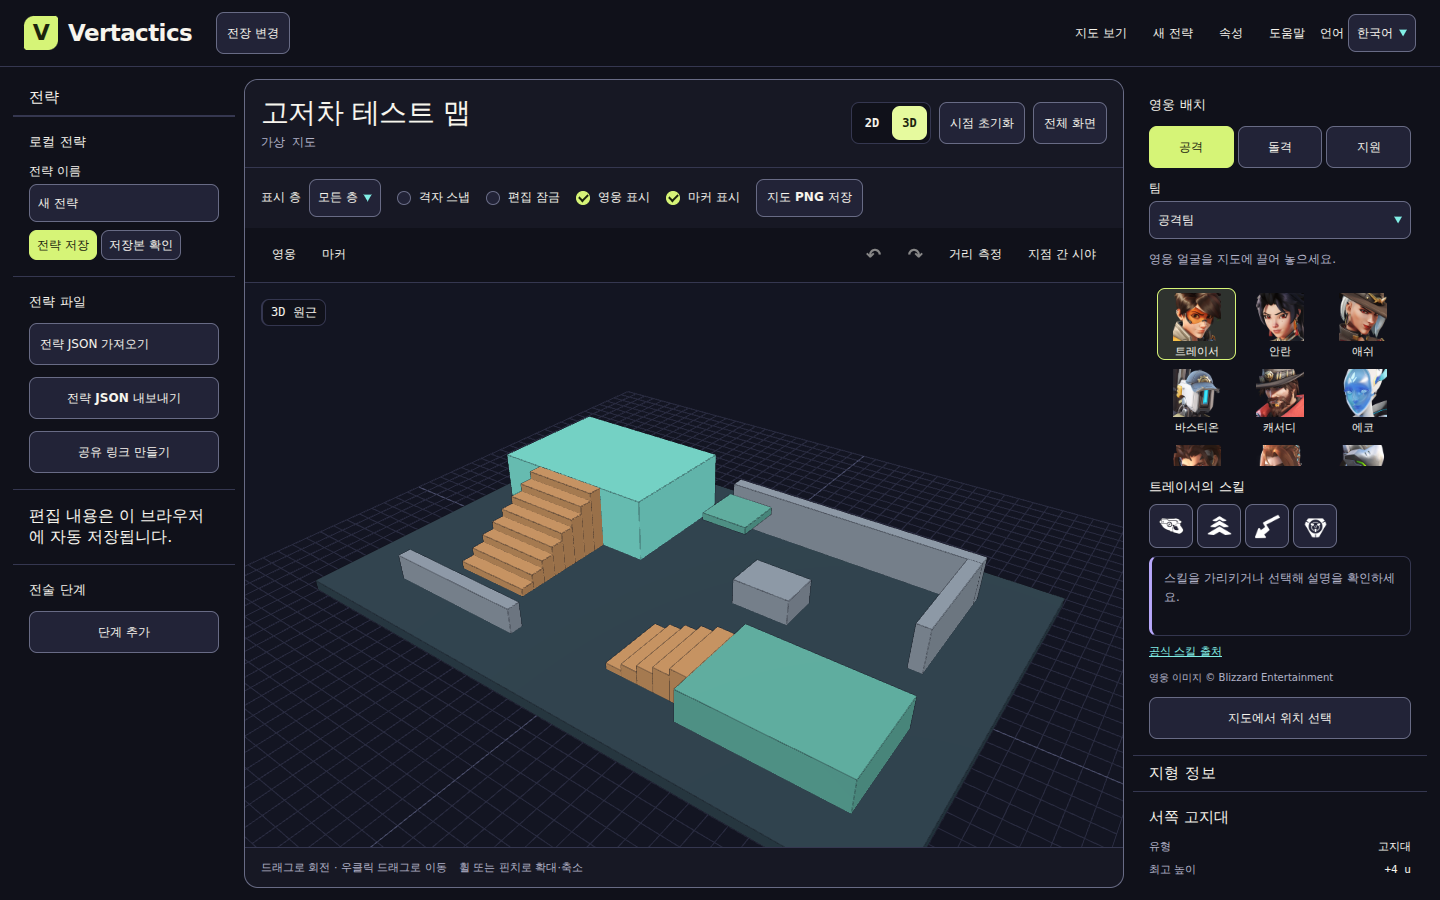 V Vertactics
전장 변경
지도 보기
새 전략
속성
도움말
언어
한국어
전략
로컬 전략
전략 이름
새 전략
전략 저장
저장본 확인
전략 파일
전략 JSON 가져오기
전략 JSON 내보내기
공유 링크 만들기
편집 내용은 이 브라우저
에 자동 저장됩니다.
전술 단계
단계 추가
고저차 테스트 맵
가상 지도
2D
3D
시점 초기화
전체 화면
표시 층
모든 층
격자 스냅
편집 잠금
영웅 표시
마커 표시
지도 PNG 저장
영웅
마커
거리 측정
지점 간 시야
3D 원근
드래그로 회전 · 우클릭 드래그로 이동
휠 또는 핀치로 확대·축소
영웅 배치
공격
돌격
지원
팀
공격팀
영웅 얼굴을 지도에 끌어 놓으세요.
트레이서
안란
애쉬
바스티온
캐서디
에코
트레이서의 스킬
스킬을 가리키거나 선택해 설명을 확인하세
요.
공식 스킬 출처
영웅 이미지 © Blizzard Entertainment
지도에서 위치 선택
지형 정보
서쪽 고지대
유형
고지대
최고 높이
+4 u